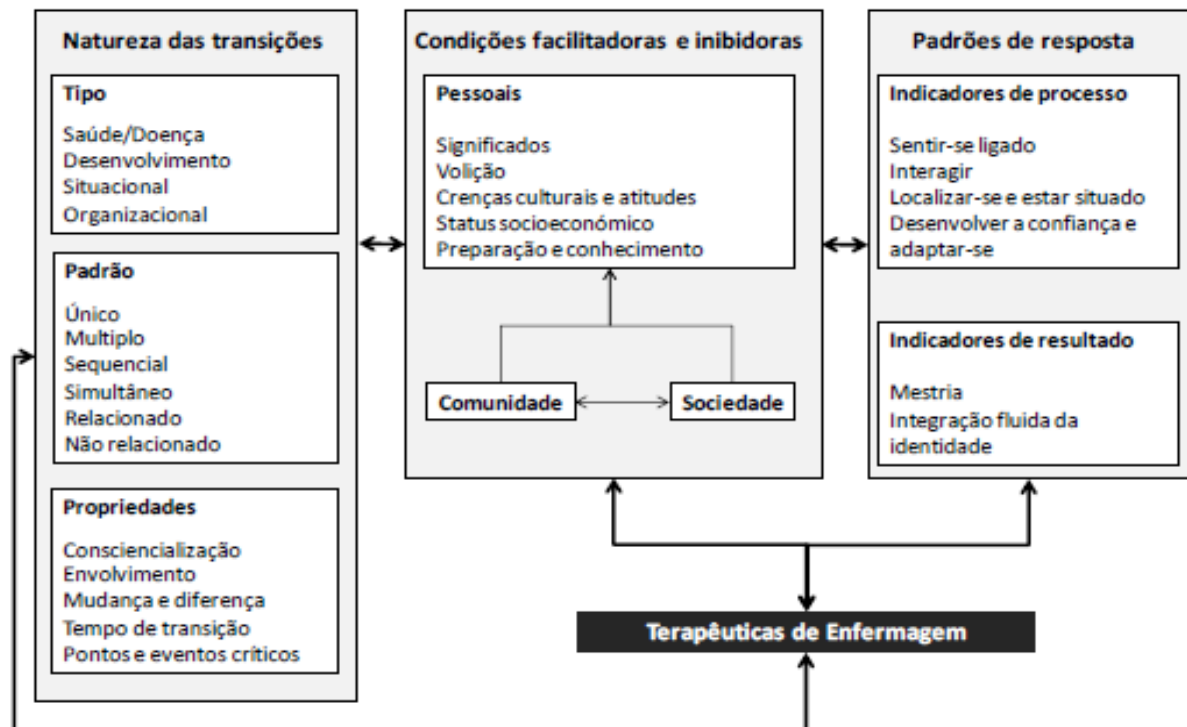 Natureza das transições
Tipo
Saúde/Doença
Desenvolvimento
Situacional
Organizacional
Padrão
Único
Multiplo
Sequencial
Simultâneo
Relacionado
Não relacionado
Propriedades
Consciencialização
Envolvimento
Mudança e diferença
Tempo de transição
Pontos e eventos críticos
Condições facilitadoras e inibidoras
Pessoais
Significados
Volição
Crenças culturais e atitudes
Status socioeconómico
Preparação e conhecimento
Comunidade
Sociedade
Padrões de resposta
Indicadores de processo
Sentir-se ligado
Interagir
Localizar-se e estar situado
Desenvolver a confiança e
adaptar-se
Indicadores de resultado
Mestria
Integração fluida da
identidade
Terapêuticas de Enfermagem